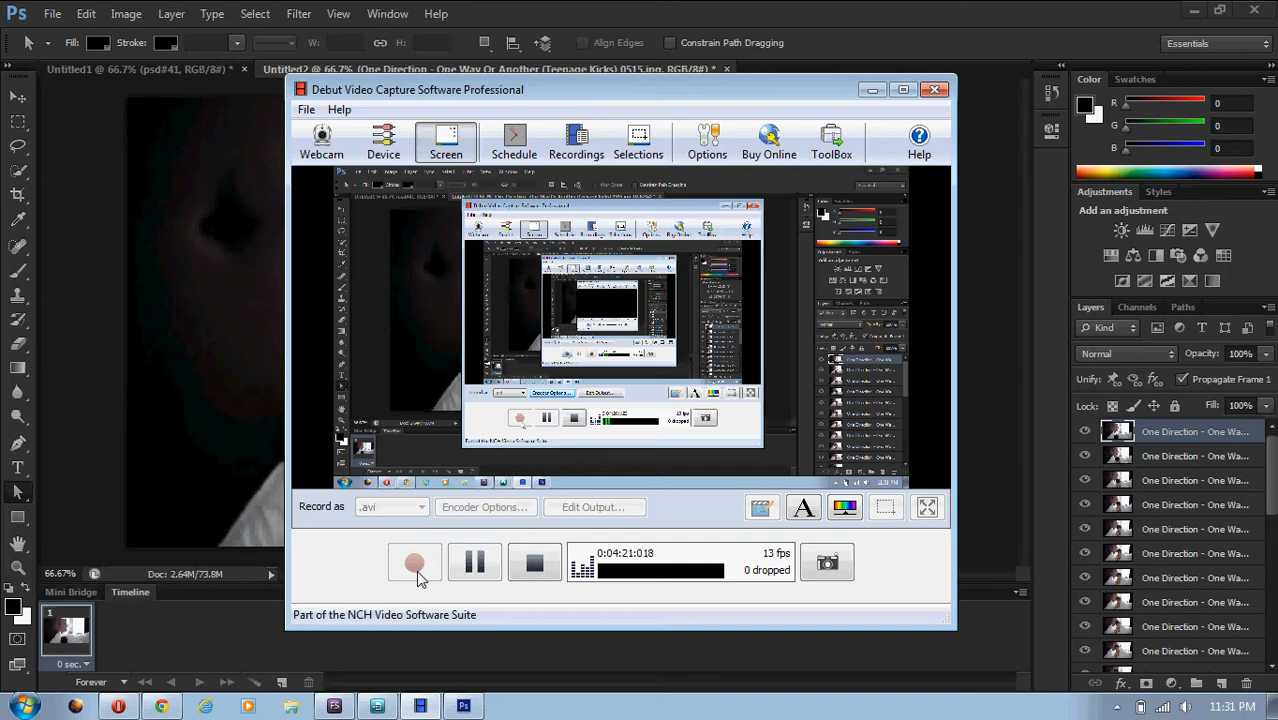 Ps File Edit Image Layer Type Select Filter View Window Help
Fill: Stroke: W: H: Align Edges Constrain Path Dragging Essentials
Untitled1 @ 66.7% (psd#41, RGB/8#) * × Untitled2 @ 66.7% (One Direction - One Way Or Another (Teenage Kicks) 0515.jpg, RGB/8#) * ×
Debut Video Capture Software Professional
File Help
Webcam Device Screen Schedule Recordings Selections Options Buy Online ToolBox Help
Color Swatches
R 0
G 0
B 0
Adjustments Styles
Add an adjustment
Layers Channels Paths
Kind
Normal Opacity: 100%
Unify: Propagate Frame 1
Lock: Fill: 100%
One Direction - One Wa...
One Direction - One Wa...
One Direction - One Wa...
One Direction - One Wa...
One Direction - One Wa...
One Direction - One Wa...
One Direction - One Wa...
One Direction - One Wa...
One Direction - One Wa...
One Direction - One Wa...
Record as .avi Encoder Options... Edit Output... A
0:04:21:018 13 fps
0 dropped
Part of the NCH Video Software Suite
66.67% Doc: 2.64M/73.8M
Mini Bridge Timeline
1
0 sec.
Forever
11:31 PM